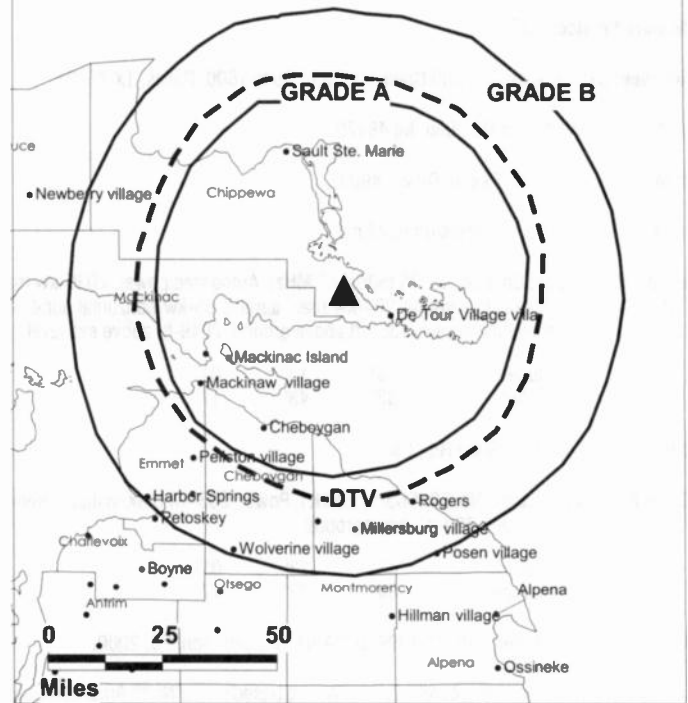 GRADE A GRADE B
Sault Ste. Marie
uce
Chippewa
Newberry village
Mackinac
De Tour Village villa
Mackinac Island
Mackinaw village
Cheboygan
Pellston village
Emmet
Cheboygan
Harbor Springs
DTV
Rogers
Petoskey
Millersburg village
Charlevoix
Wolverine village
Posen village
Boyne
Otsego
Montmorency
Alpena
Antrim
Hillman village
0 25 50
Alpena
Ossineke
Miles